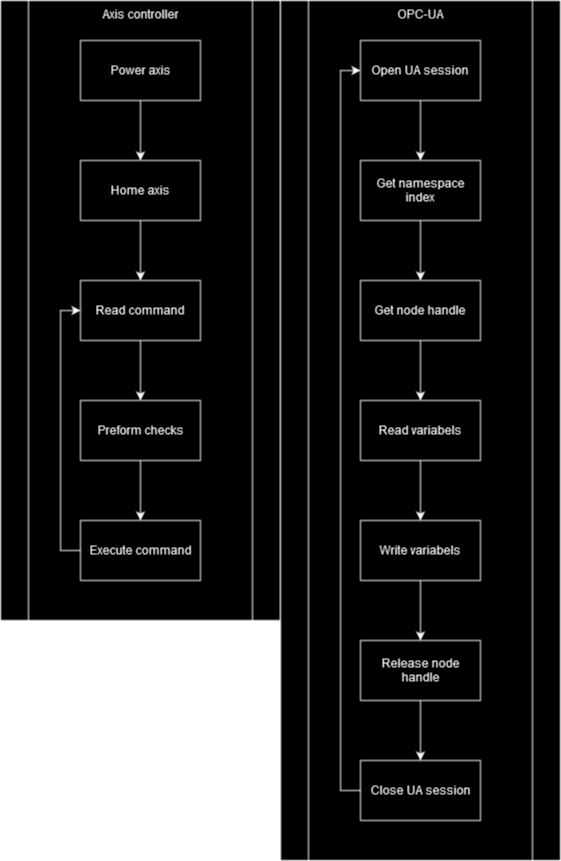 Axis controller
Power axis
Home axis
Read command
Preform checks
Execute command
OPC-UA
Open UA session
Get namespace
index
Get node handle
Read variabels
Write variabels
Release node
handle
Close UA session